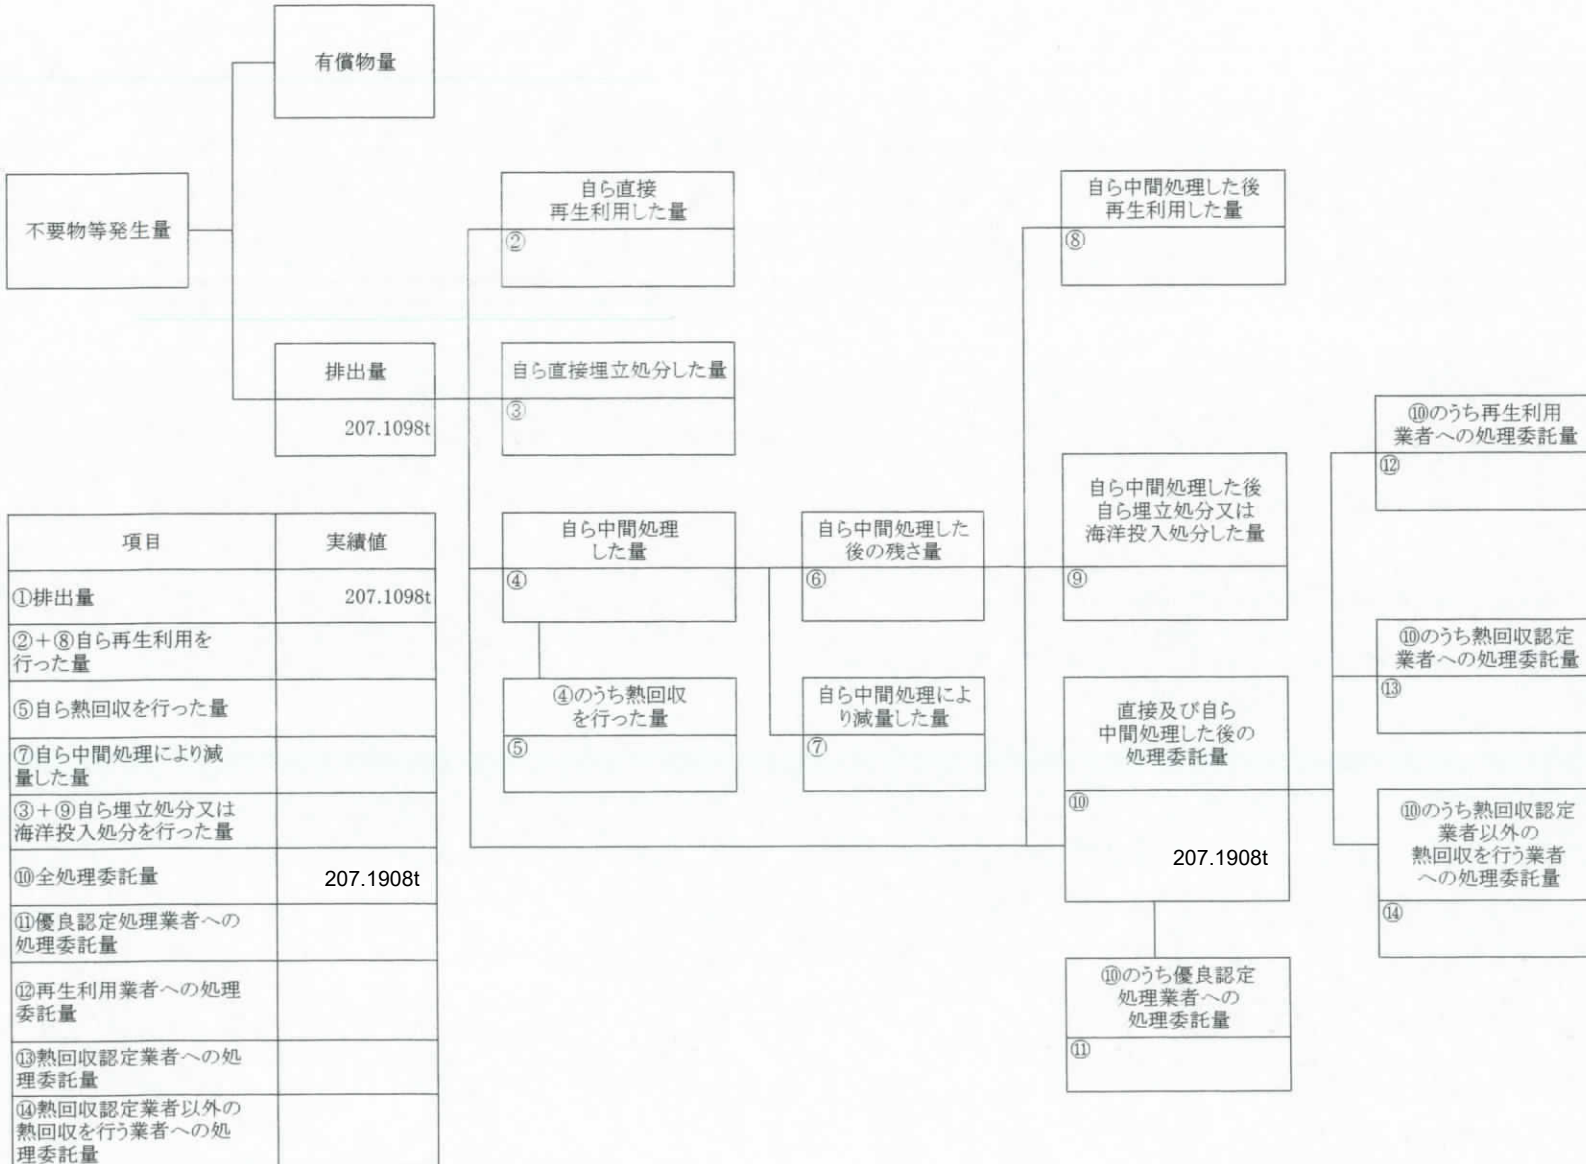 有償物量
不要物等発生量
自ら直接
再生利用した量
②
自ら中間処理した後
再生利用した量
⑧
排出量
207.1098t
自ら直接埋立処分した量
③
⑩のうち再生利用
業者への処理委託量
⑫
自ら中間処理
した量
④
自ら中間処理した
後の残さ量
⑥
自ら中間処理した後
自ら埋立処分又は
海洋投入処分した量
⑨
④のうち熱回収
を行った量
⑤
自ら中間処理によ
り減量した量
⑦
直接及び自ら
中間処理した後の
処理委託量
⑩
207.1908t
⑩のうち熱回収認定
業者への処理委託量
⑬
⑩のうち熱回収認定
業者以外の
熱回収を行う業者
への処理委託量
⑭
⑩のうち優良認定
処理業者への
処理委託量
⑪
項目 実績値
①排出量 207.1098t
②+⑧自ら再生利用を
行った量
⑤自ら熱回収を行った量
⑦自ら中間処理により減
量した量
③+⑨自ら埋立処分又は
海洋投入処分を行った量
⑩全処理委託量 207.1908t
⑪優良認定処理業者への
処理委託量
⑫再生利用業者への処理
委託量
⑬熱回収認定業者への処
理委託量
⑭熱回収認定業者以外の
熱回収を行う業者への処
理委託量